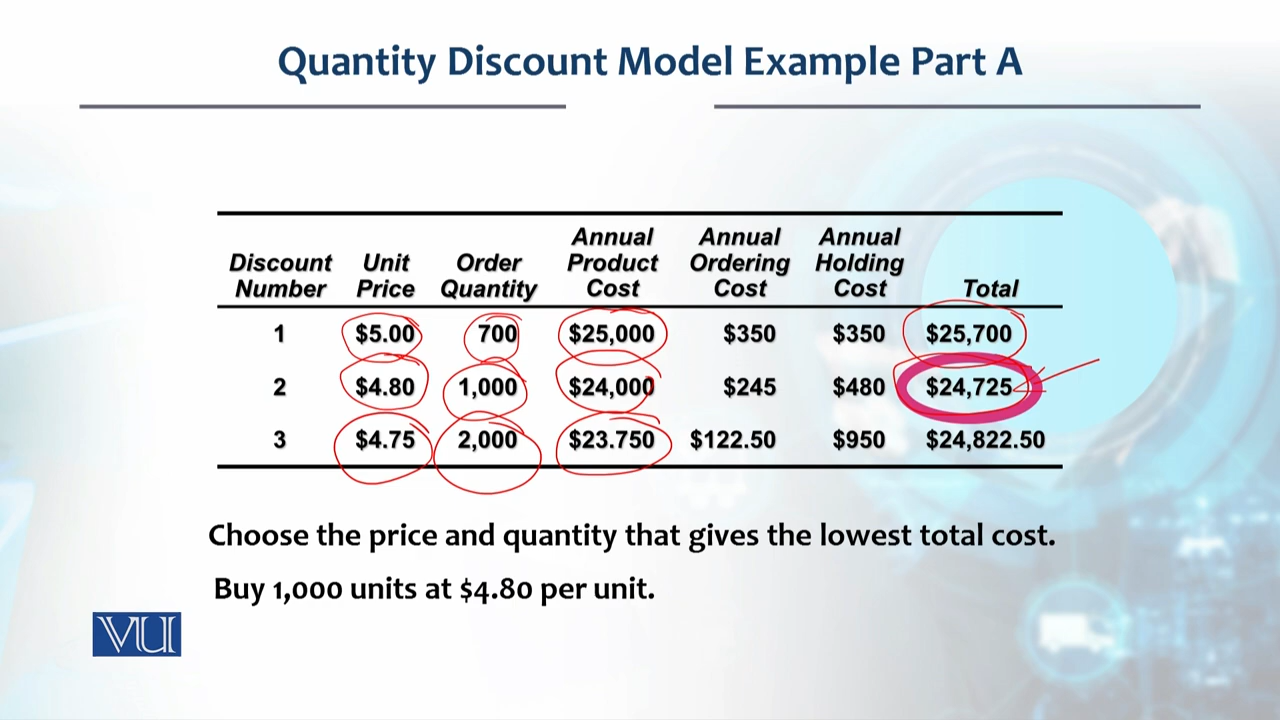 Quantity Discount Model Example Part A
Annual Annual Annual
Discount Unit Order Product Ordering Holding
Number Price Quantity Cost Cost Cost Total
1 $5.00 700 $25,000 $350 $350 $25,700
2 $4.80 1,000 $24,000 $245 $480 $24,725
3 $4.75 2,000 $23.750 $122.50 $950 $24,822.50
Choose the price and quantity that gives the lowest total cost.
Buy 1,000 units at $4.80 per unit.
VU